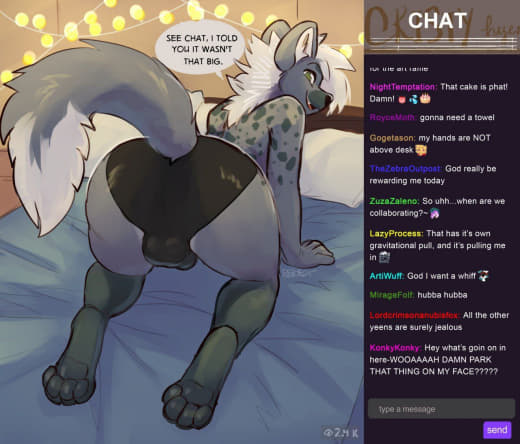 SEE CHAT, I TOLD
YOU IT WASN'T
THAT BIG.
CHAT
for the art raffle
NightTemptation: That cake is phat!
Damn!
RoyceMoth: gonna need a towel
Gogetason: my hands are NOT
above desk
TheZebraOutpost: God really be
rewarding me today
ZuzaZaleno: So uhh...when are we
collaborating?~
LazyProcess: That has it's own
gravitational pull, and it's pulling me
in
ArtiWuff: God I want a whiff
MirageFolf: hubba hubba
Lordcrimsonanubisfox: All the other
yeens are surely jealous
KonkyKonky: Hey what's goin on in
here-WOOAAAAH DAMN PARK
THAT THING ON MY FACE?????
type a message
send